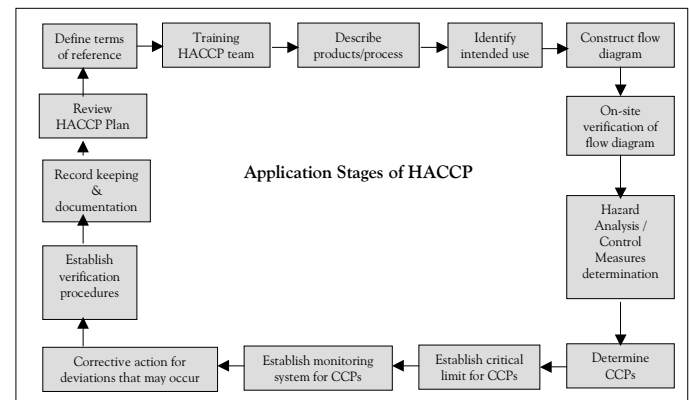 Define terms
of reference
Training
HACCP team
Describe
products/process
Identify
intended use
Construct flow
diagram
On-site
verification of
flow diagram
Hazard
Analysis /
Control
Measures
determination
Determine
CCPs
Establish critical
limit for CCPs
Establish monitoring
system for CCPs
Corrective action for
deviations that may occur
Establish
verification
procedures
Record keeping
&
documentation
Review
HACCP Plan
Application Stages of HACCP